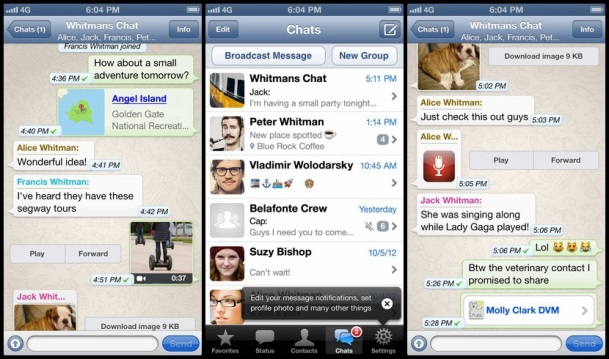 4G 6:04 PM
Chats (1)
Whitmans Chat
Alice, Jack, Francis, Pet...
Info
Francis Whitman joined
How about a small
adventure tomorrow?
4:36 PM
Angel Island
Golden Gate
National Recreati...
4:40 PM
Alice Whitman:
Wonderful idea!
4:41 PM
Francis Whitman:
I've heard they have these
segway tours
4:42 PM
Play
Forward
4:51 PM
0:37
Jack Whit...
Download image 9 KB
Send
4G 6:04 PM
Edit
Chats
Broadcast Message
New Group
Whitmans Chat
5:11 PM
Jack:
I'm having a small party tonight...
Peter Whitman
1:14 PM
New place spotted
4
Blue Rock Coffee
Vladimir Wolodarsky
10:45 AM
Belafonte Crew
Yesterday
Cap:
6
Guys I need you to come...
Suzy Bishop
10/5/12
Can't wait!
Alice Whitman
Edit your message notifications, set
profile photo and many other things
Favorites
Status
Contacts
Chats
2
Settings
4G 6:04 PM
Chats (1)
Whitmans Chat
Alice, Jack, Francis, Pet...
Info
Download image 9 KB
5:02 PM
Alice Whitman:
Just check this out guys
5:03 PM
Alice W...
Play
Forward
5:05 PM
Jack Whitman:
She was singing along
while Lady Gaga played!
5:06 PM
5:06 PM
Lol
Btw the veterinary contact I
promised to share
5:26 PM
Molly Clark DVM
5:28 PM
Send